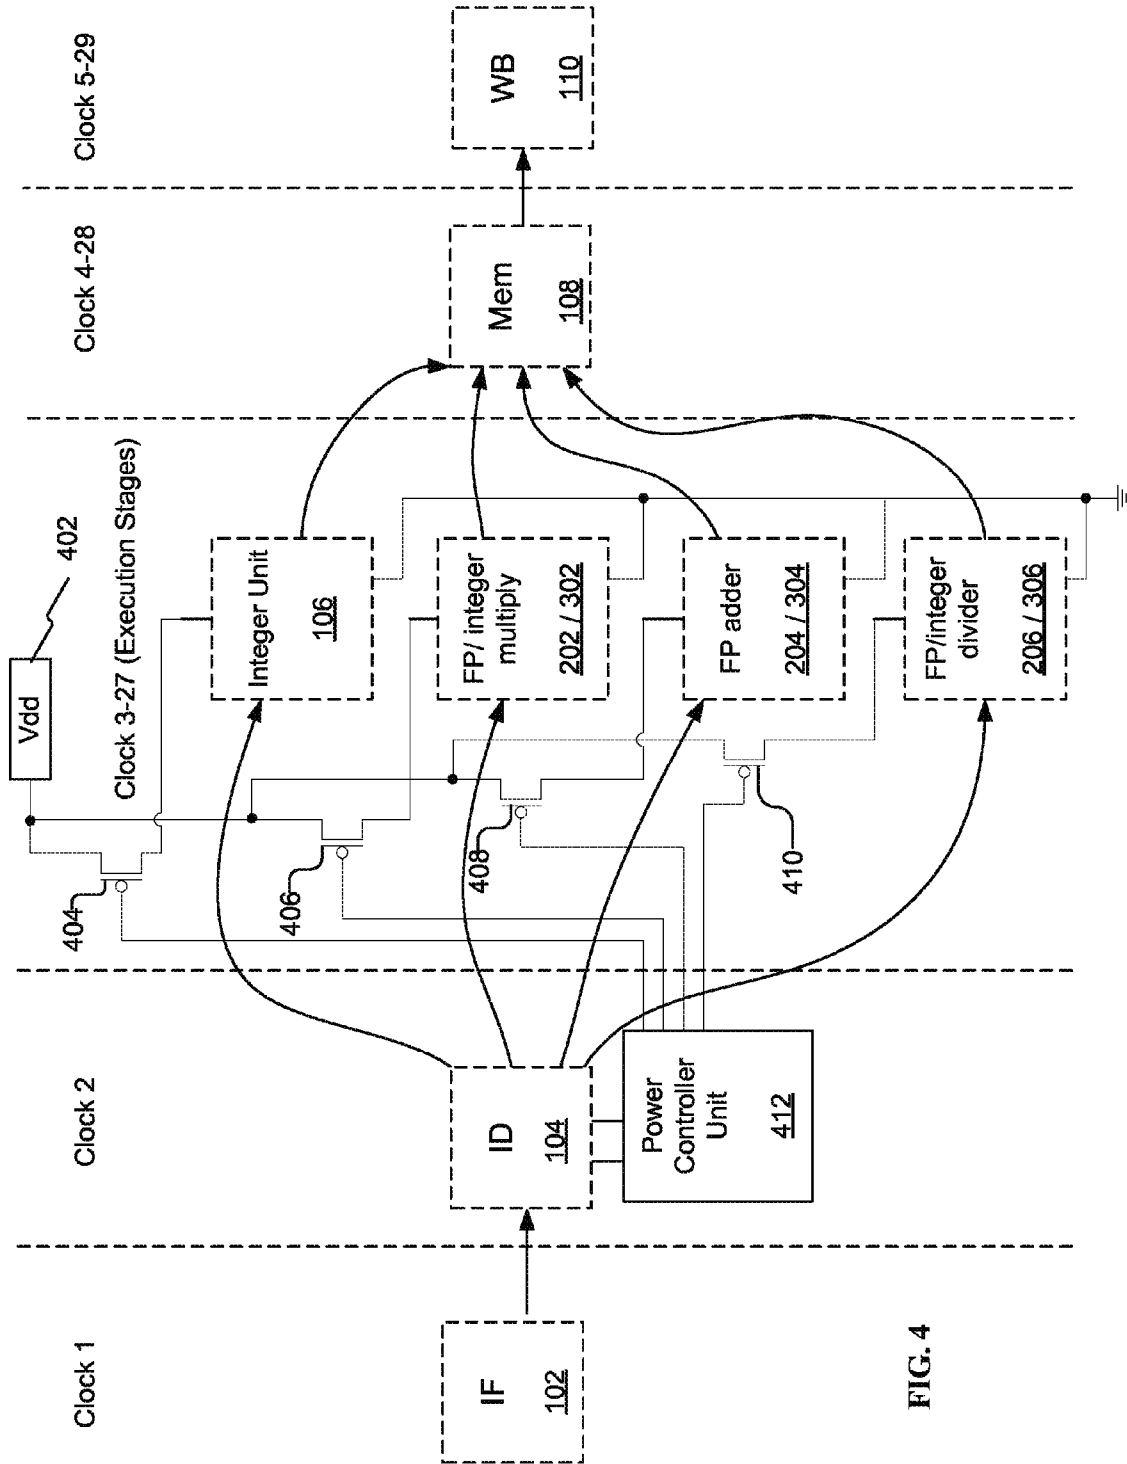 Clock 1
Clock 2
Clock 3-27 (Execution Stages)
Clock 4-28
Clock 5-29
Vdd
402
404
406
408
410
IF
102
ID
104
Power
Controller
Unit
412
Integer Unit
106
FP/ integer
multiply
202 / 302
FP adder
204 / 304
FP/integer
divider
206 / 306
Mem
108
WB
110
FIG. 4